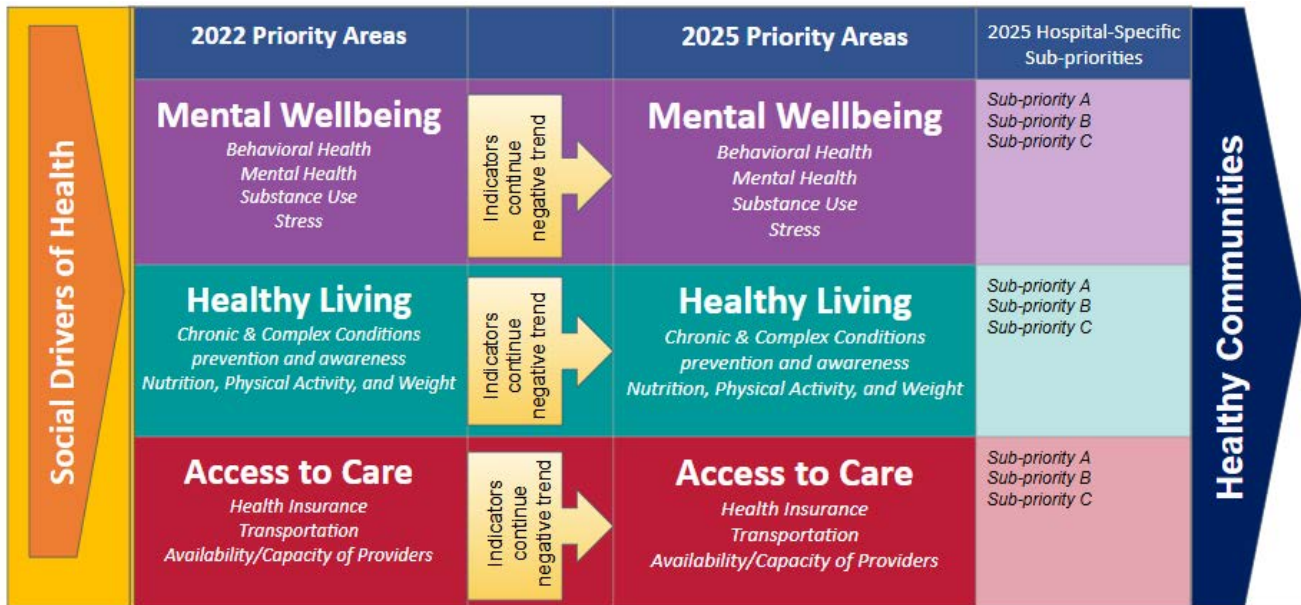 Social Drivers of Health
2022 Priority Areas
2025 Priority Areas
2025 Hospital-Specific
Sub-priorities
Mental Wellbeing
Behavioral Health
Mental Health
Substance Use
Stress
Indicators
continue
negative trend
Mental Wellbeing
Behavioral Health
Mental Health
Substance Use
Stress
Sub-priority A
Sub-priority B
Sub-priority C
Healthy Living
Chronic & Complex Conditions
prevention and awareness
Nutrition, Physical Activity, and Weight
Indicators
continue
negative trend
Healthy Living
Chronic & Complex Conditions
prevention and awareness
Nutrition, Physical Activity, and Weight
Sub-priority A
Sub-priority B
Sub-priority C
Access to Care
Health Insurance
Transportation
Availability/Capacity of Providers
Indicators
continue
negative trend
Access to Care
Health Insurance
Transportation
Availability/Capacity of Providers
Sub-priority A
Sub-priority B
Sub-priority C
Healthy Communities